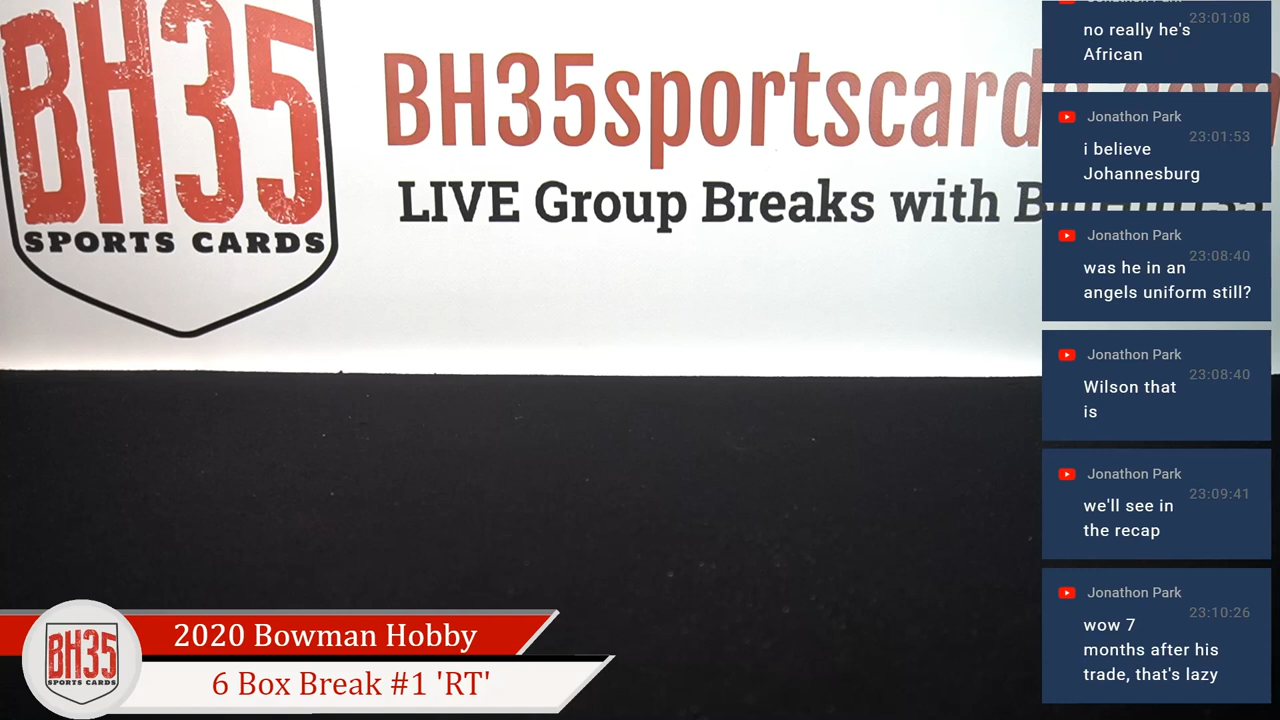 BH35
SPORTS CARDS
BH35sportscards.com
LIVE Group Breaks with
Jonathon Park
23:01:08
no really he's
African
Jonathon Park
23:01:53
i believe
Johannesburg
Jonathon Park
23:08:40
was he in an
angels uniform still?
Jonathon Park
23:08:40
Wilson that
is
Jonathon Park
23:09:41
we'll see in
the recap
Jonathon Park
23:10:26
wow 7
months after his
trade, that's lazy
BH35
SPORTS CARDS
2020 Bowman Hobby
6 Box Break #1 'RT'